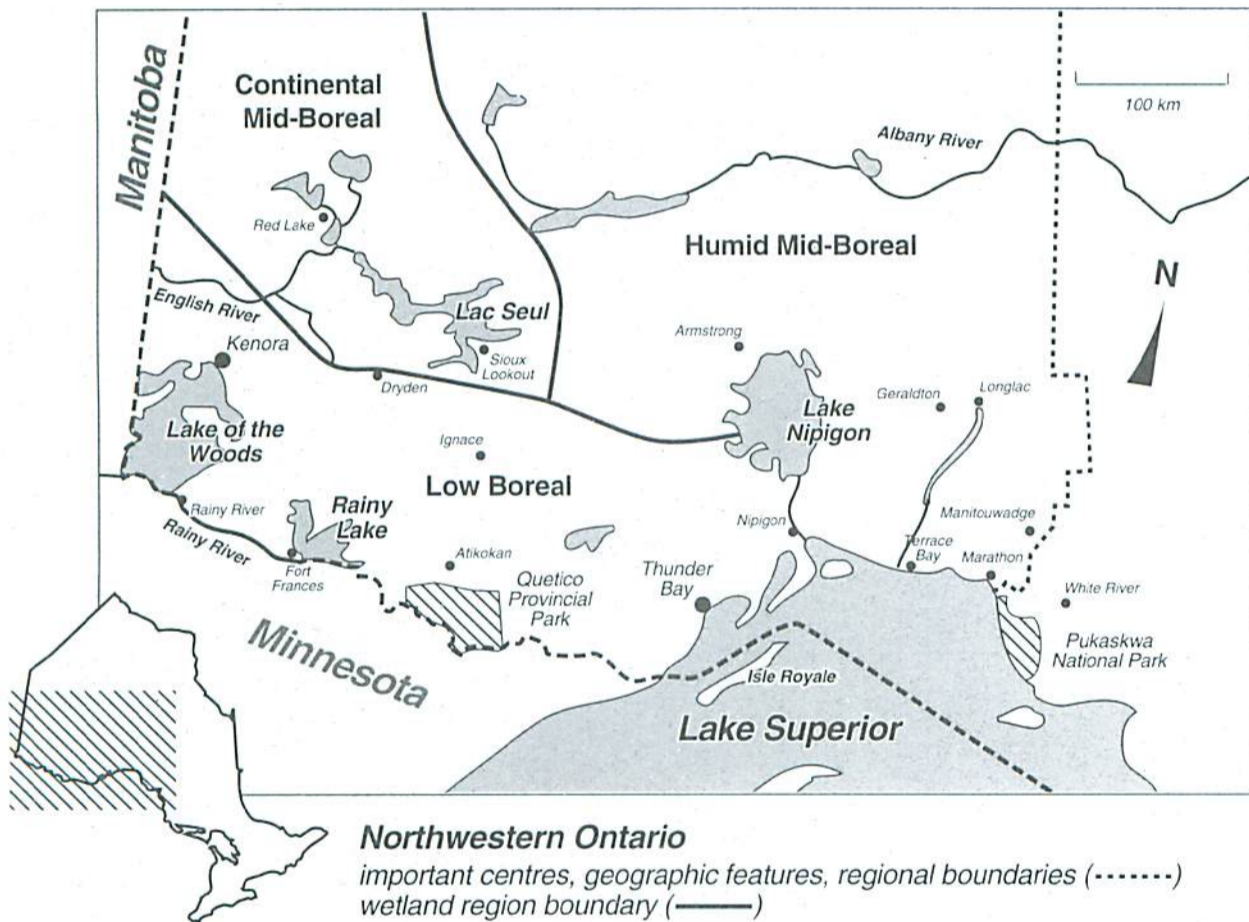 Manitoba
Continental
Mid-Boreal
100 km
Albany River
Red Lake
Humid Mid-Boreal
N
English River
Lac Seul
Kenora
Sioux
Lookout
Armstrong
Dryden
Geraldton
Longlac
Lake
Nipigon
Lake of the
Woods
Ignace
Low Boreal
Rainy River
Rainy
Lake
Rainy River
Nipigon
Manitouwadge
Fort
Frances
Atikokan
Terrace
Bay
Marathon
Quetico
Provincial
Park
Thunder
Bay
White River
Minnesota
Pukaskwa
National Park
Isle Royale
Lake Superior
Northwestern Ontario
important centres, geographic features, regional boundaries (------)
wetland region boundary (———)